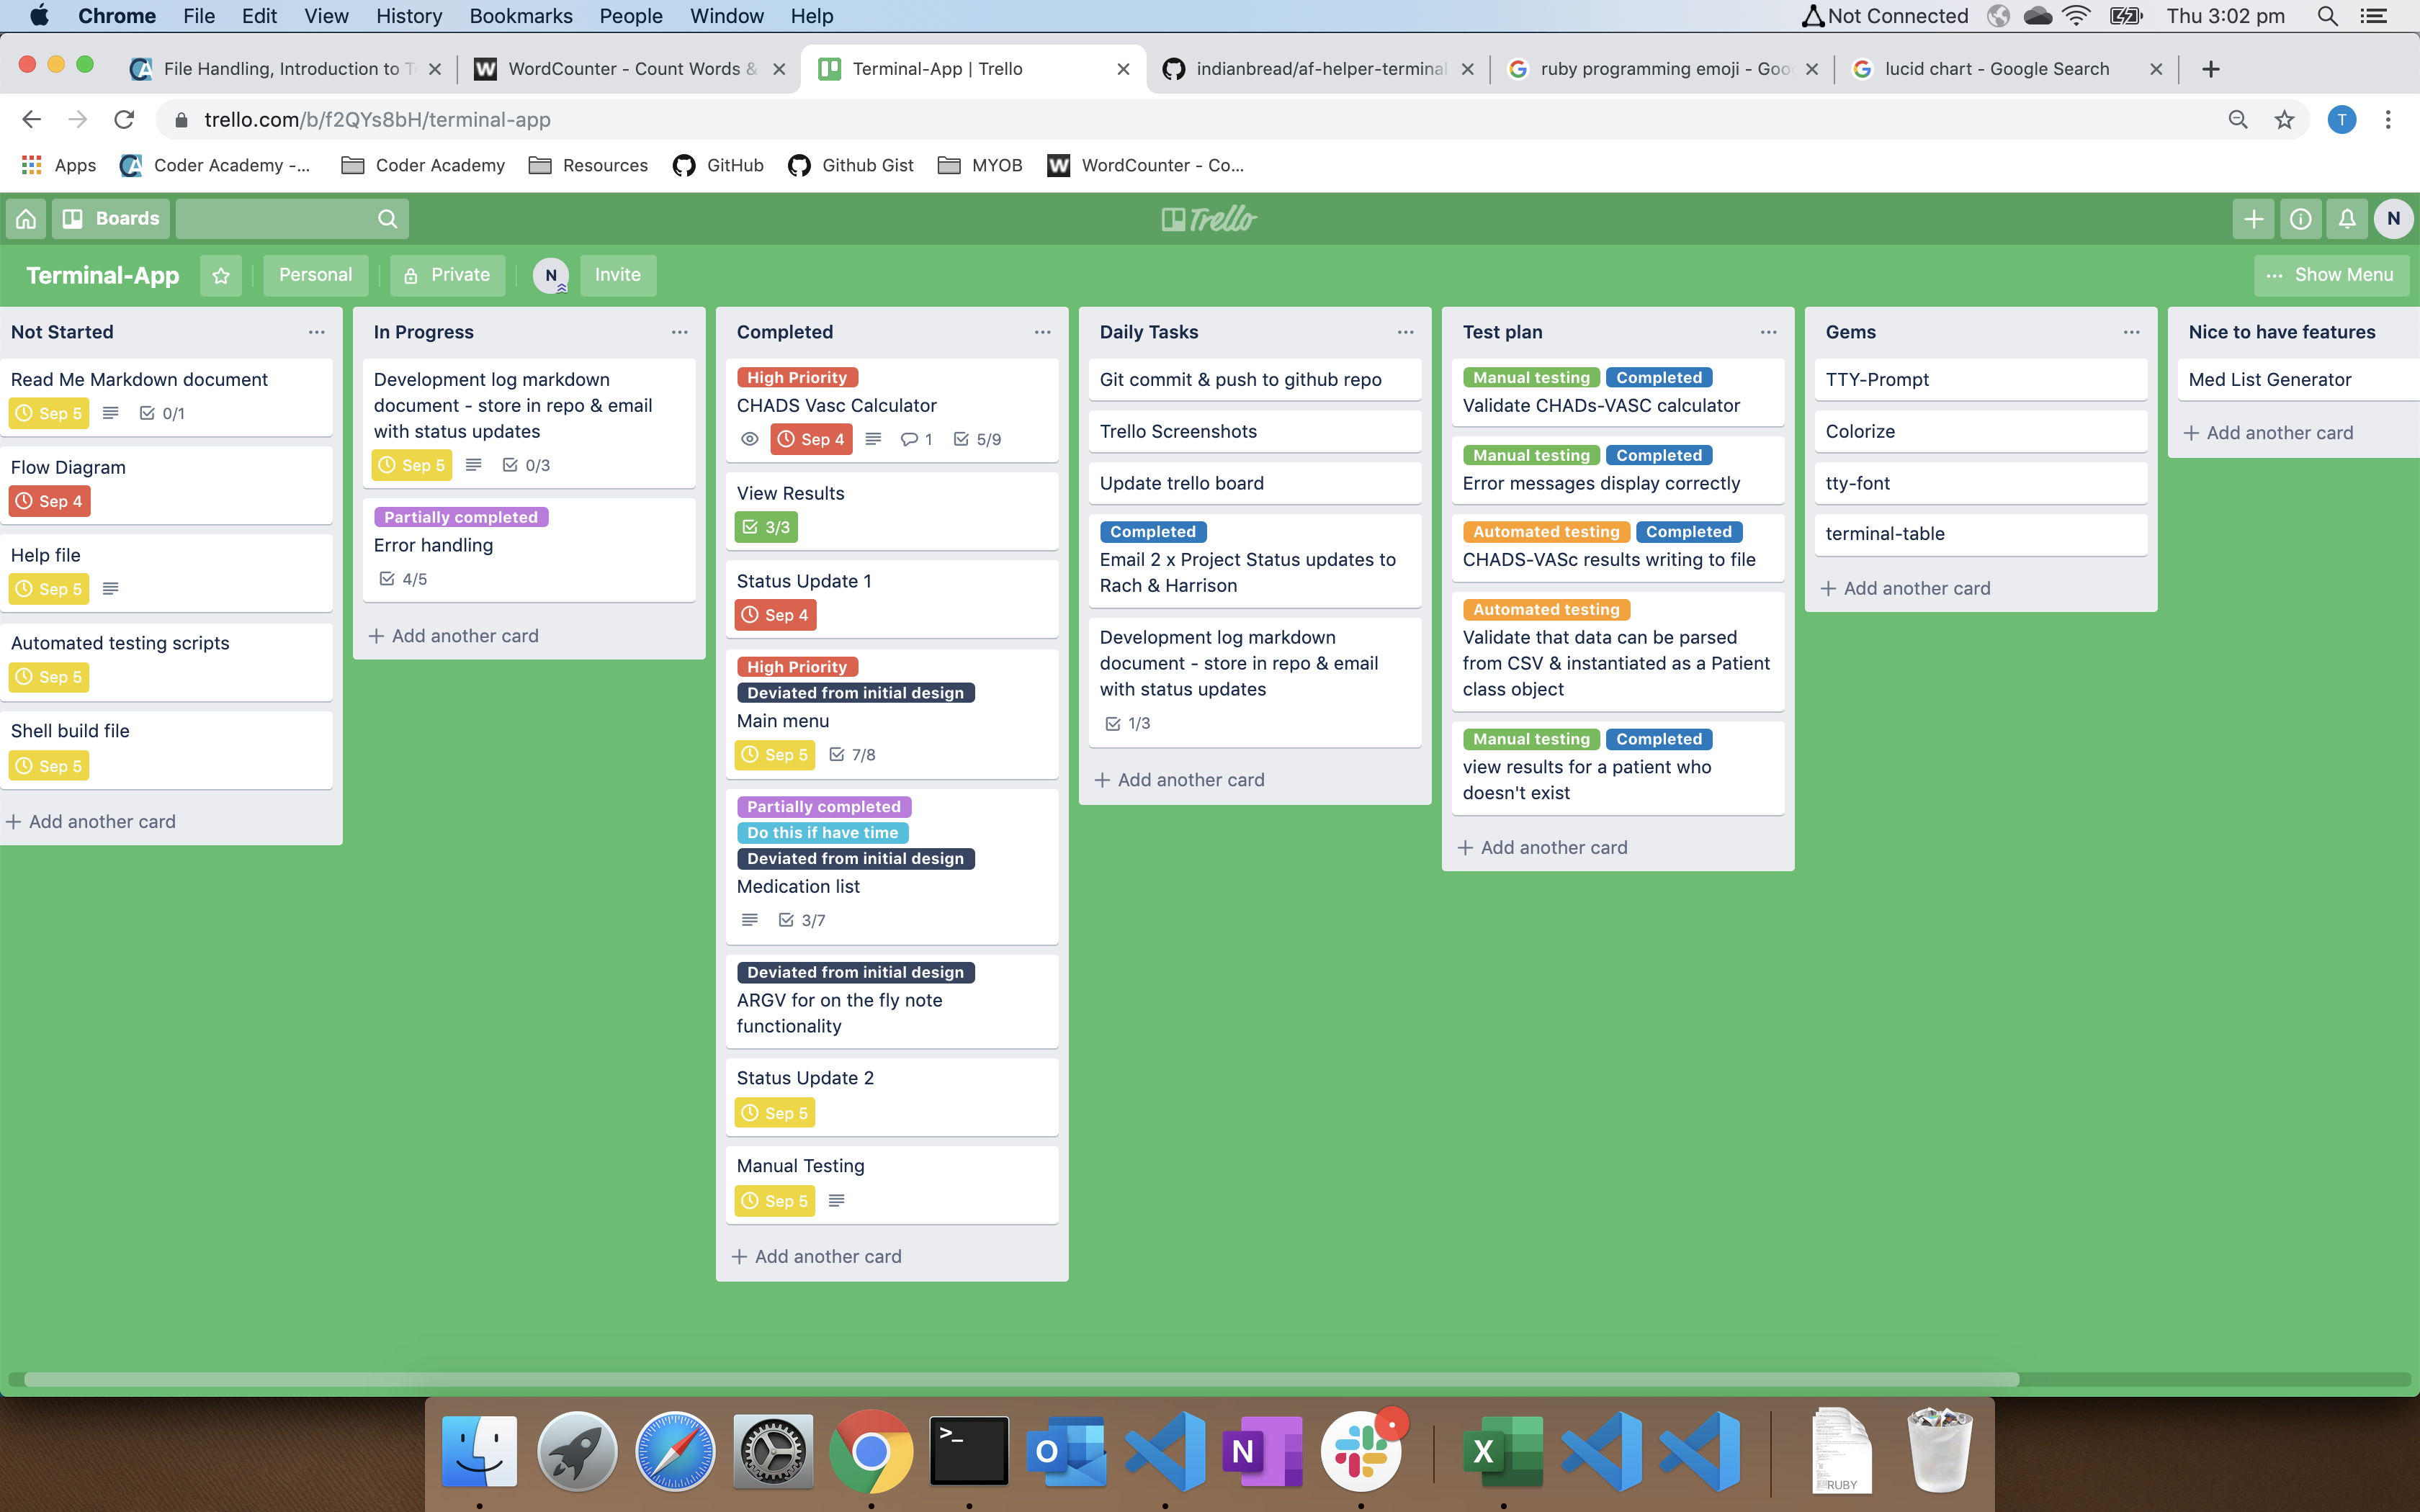 Chrome File Edit View History Bookmarks People Window Help
Not Connected Thu 3:02 pm
File Handling, Introduction to T
WordCounter - Count Words &
Terminal-App | Trello
indianbread/af-helper-terminal
ruby programming emoji - Goo
lucid chart - Google Search
trello.com/b/f2QYs8bH/terminal-app
T
Apps
Coder Academy -...
Coder Academy
Resources
GitHub
Github Gist
MYOB
WordCounter - Co...
Boards
Trello
N
Terminal-App
Personal
Private
N
Invite
... Show Menu
Not Started
Read Me Markdown document
Sep 5 0/1
Flow Diagram
Sep 4
Help file
Sep 5
Automated testing scripts
Sep 5
Shell build file
Sep 5
+ Add another card
In Progress
Development log markdown
document - store in repo & email
with status updates
Sep 5 0/3
Partially completed
Error handling
4/5
+ Add another card
Completed
High Priority
CHADS Vasc Calculator
Sep 4 1 5/9
View Results
3/3
Status Update 1
Sep 4
High Priority
Deviated from initial design
Main menu
Sep 5 7/8
Partially completed
Do this if have time
Deviated from initial design
Medication list
3/7
Deviated from initial design
ARGV for on the fly note
functionality
Status Update 2
Sep 5
Manual Testing
Sep 5
+ Add another card
Daily Tasks
Git commit & push to github repo
Trello Screenshots
Update trello board
Completed
Email 2 x Project Status updates to
Rach & Harrison
Development log markdown
document - store in repo & email
with status updates
1/3
+ Add another card
Test plan
Manual testing Completed
Validate CHADs-VASC calculator
Manual testing Completed
Error messages display correctly
Automated testing Completed
CHADS-VASc results writing to file
Automated testing
Validate that data can be parsed
from CSV & instantiated as a Patient
class object
Manual testing Completed
view results for a patient who
doesn't exist
+ Add another card
Gems
TTY-Prompt
Colorize
tty-font
terminal-table
+ Add another card
Nice to have features
Med List Generator
+ Add another card
>_
O
N
X
RUBY